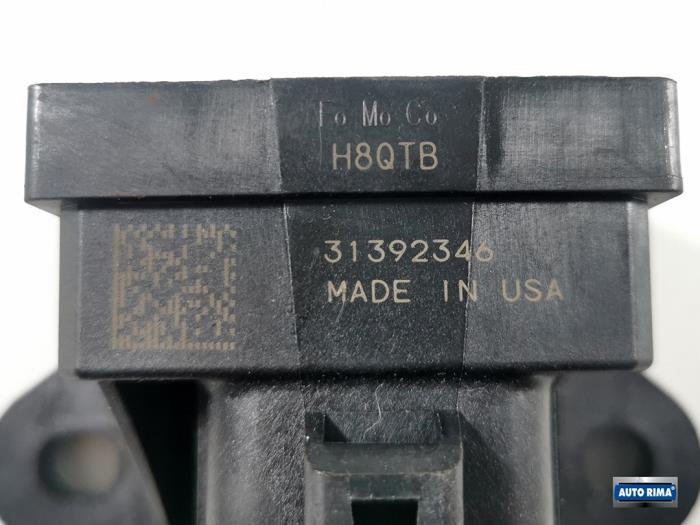 Fo Mo Co
H8QTB
31392346
MADE IN USA
AUTO RIMA®